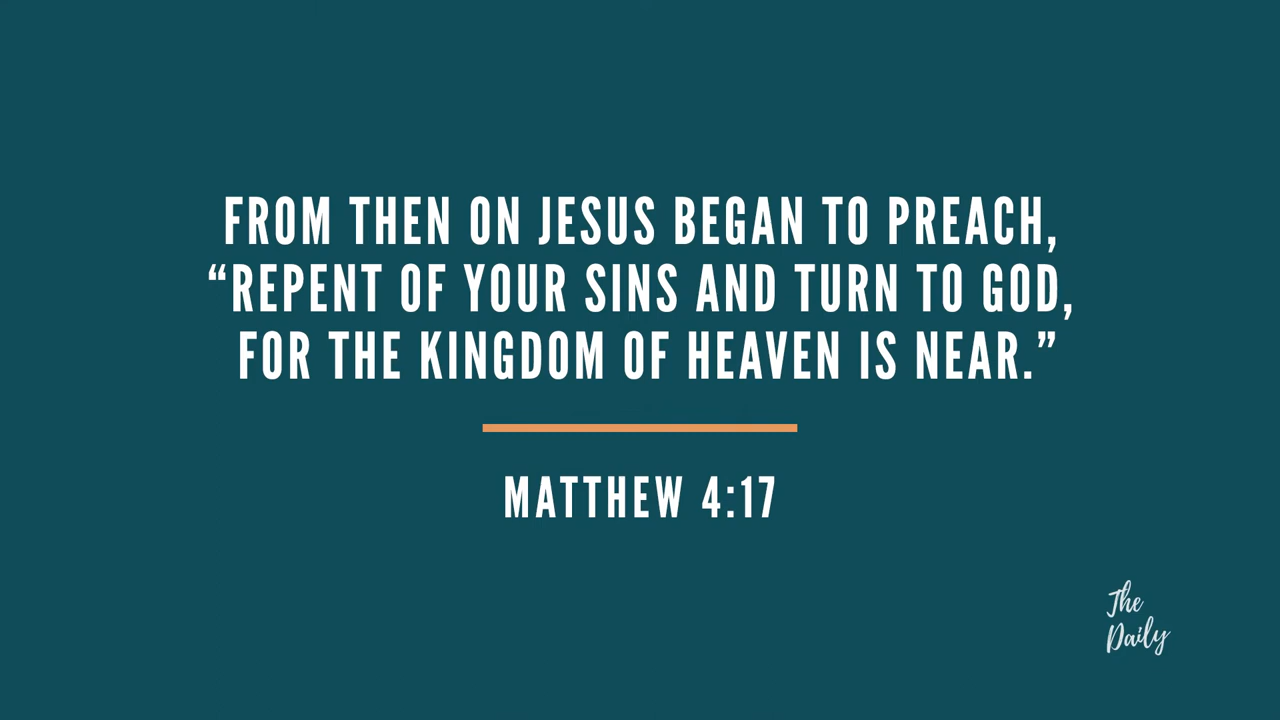 FROM THEN ON JESUS BEGAN TO PREACH,
“REPENT OF YOUR SINS AND TURN TO GOD,
FOR THE KINGDOM OF HEAVEN IS NEAR.”
MATTHEW 4:17
The
Daily